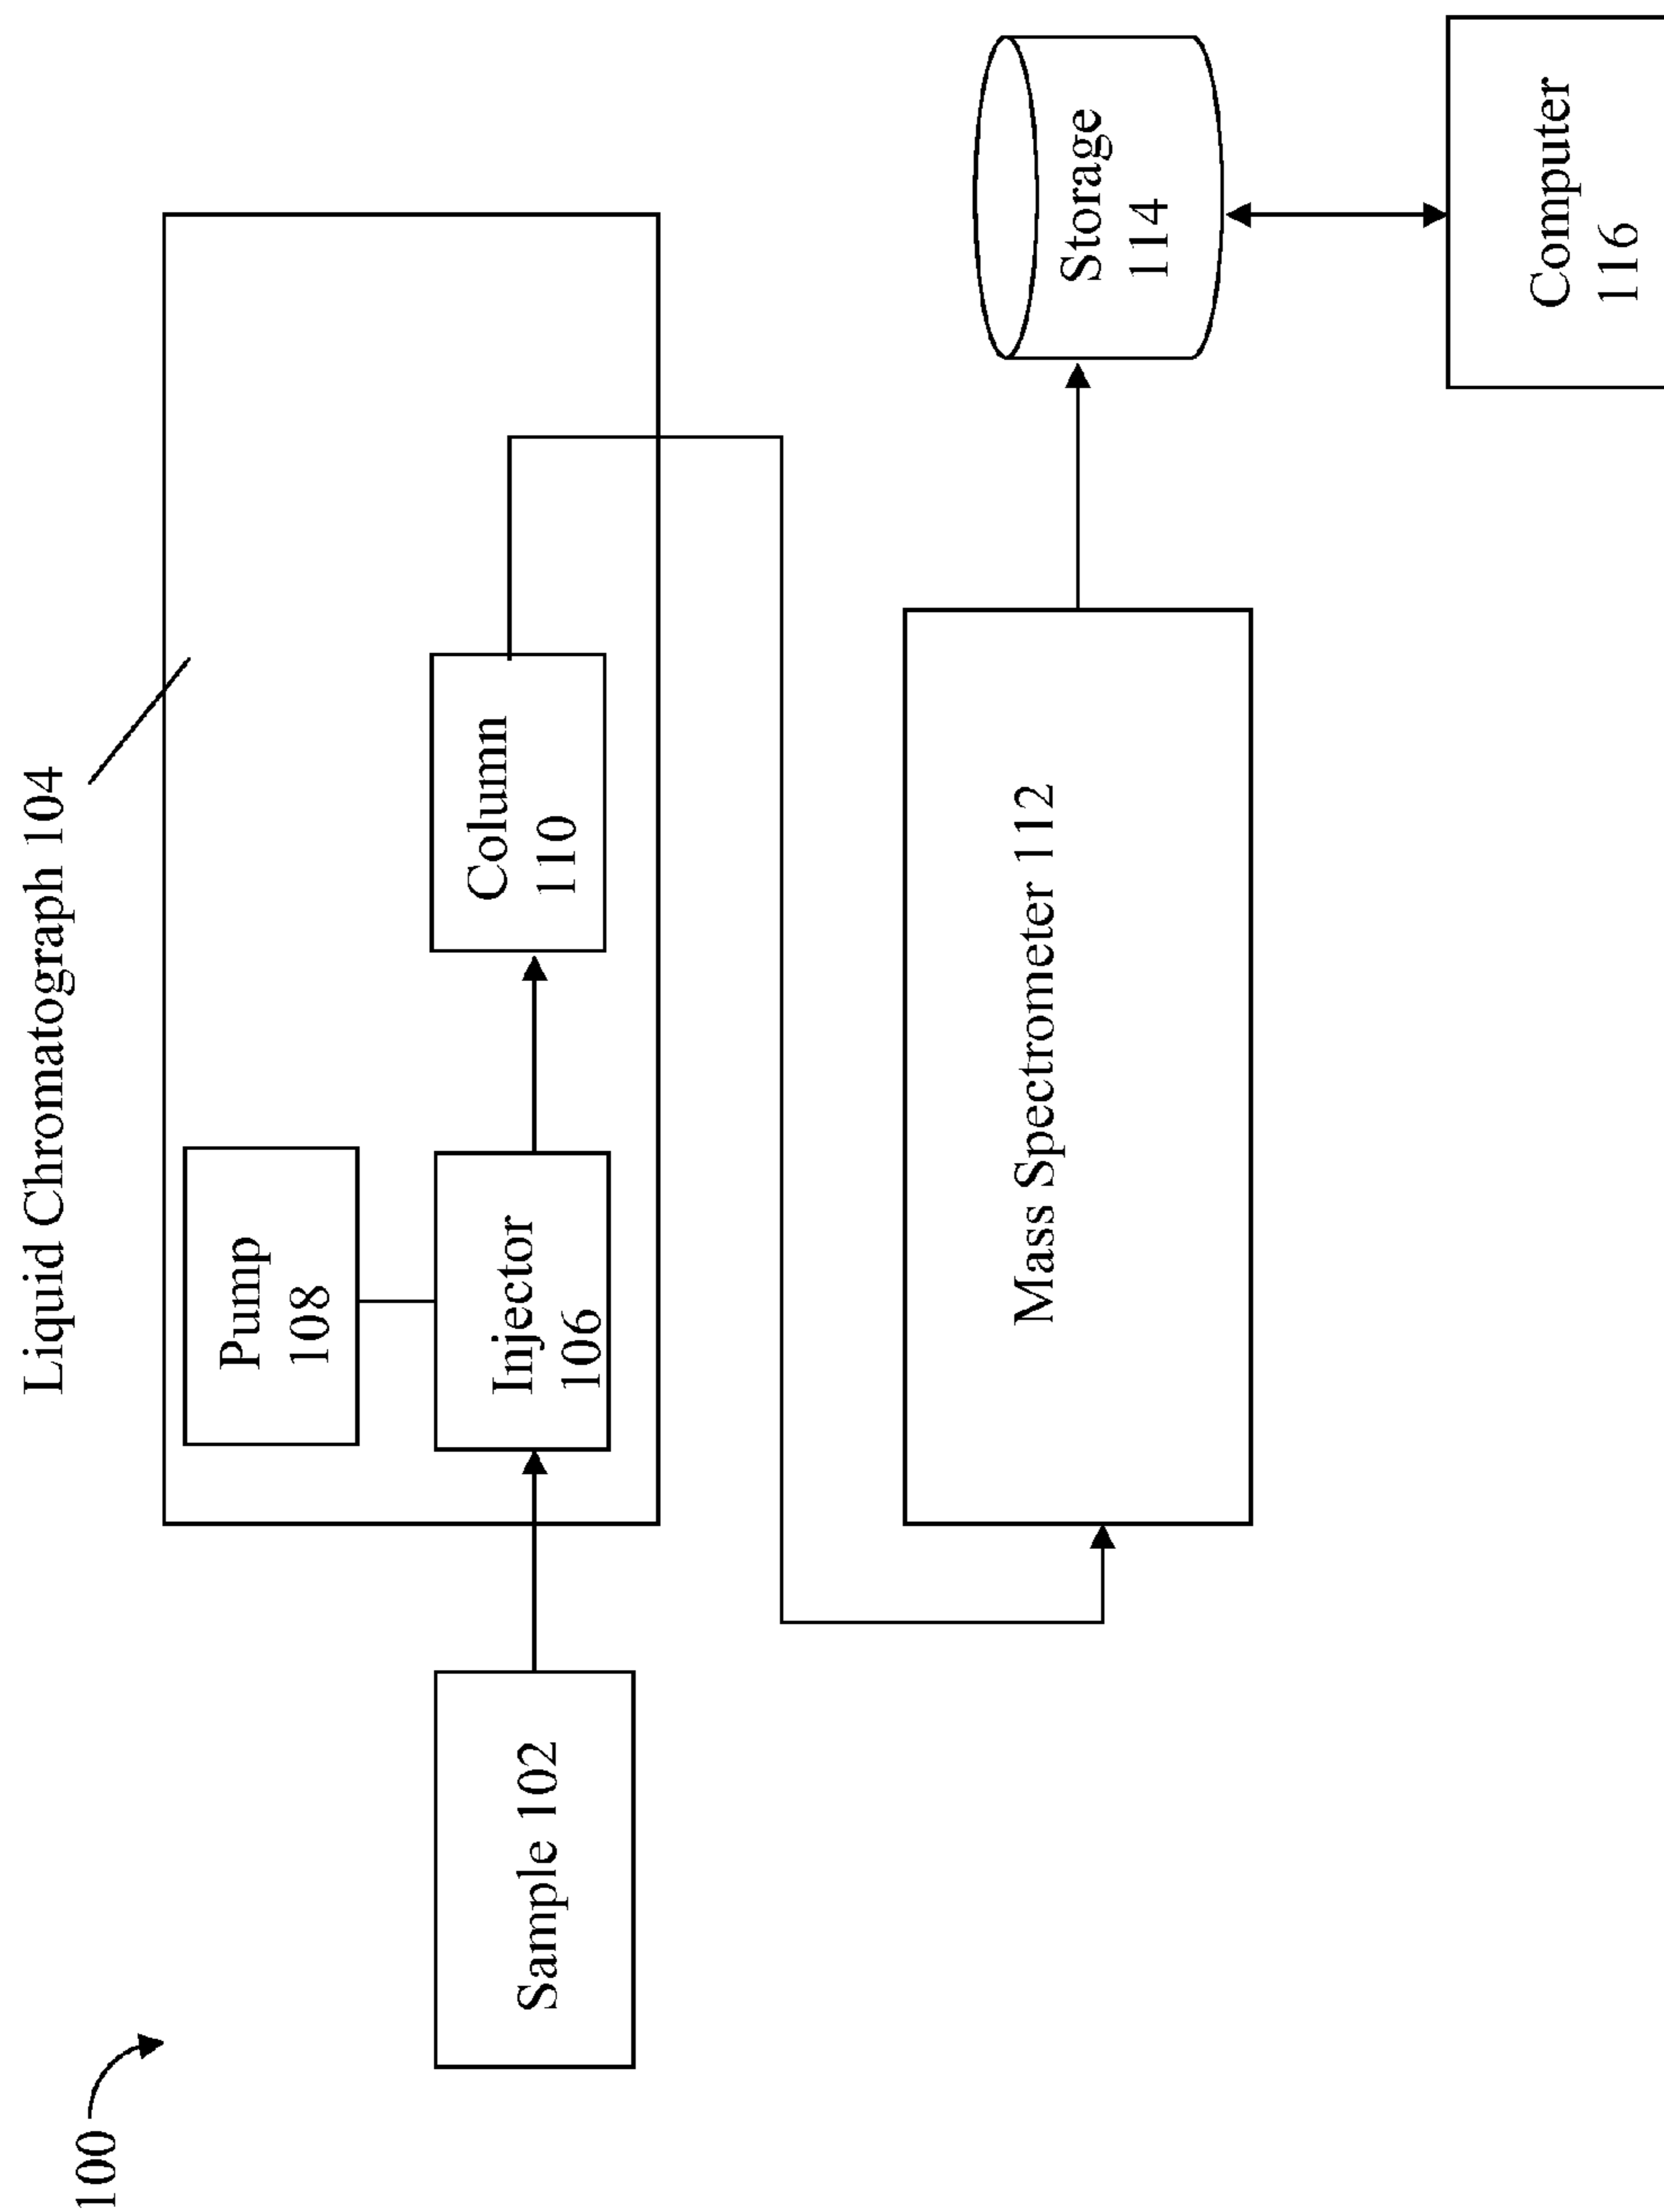 100
Liquid Chromatograph 104
Pump
108
Injector
106
Column
110
Sample 102
Mass Spectrometer 112
Storage
114
Computer
116